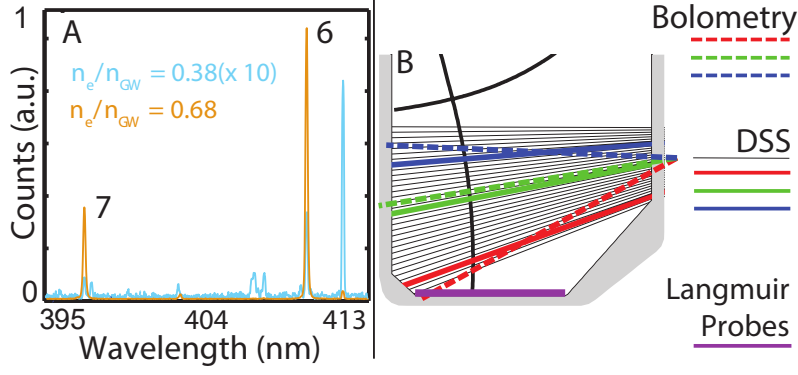 1
A
6
n_e/n_GW = 0.38(x 10)
n_e/n_GW = 0.68
7
0
Counts (a.u.)
395
404
413
Wavelength (nm)
B
Bolometry
DSS
Langmuir
Probes